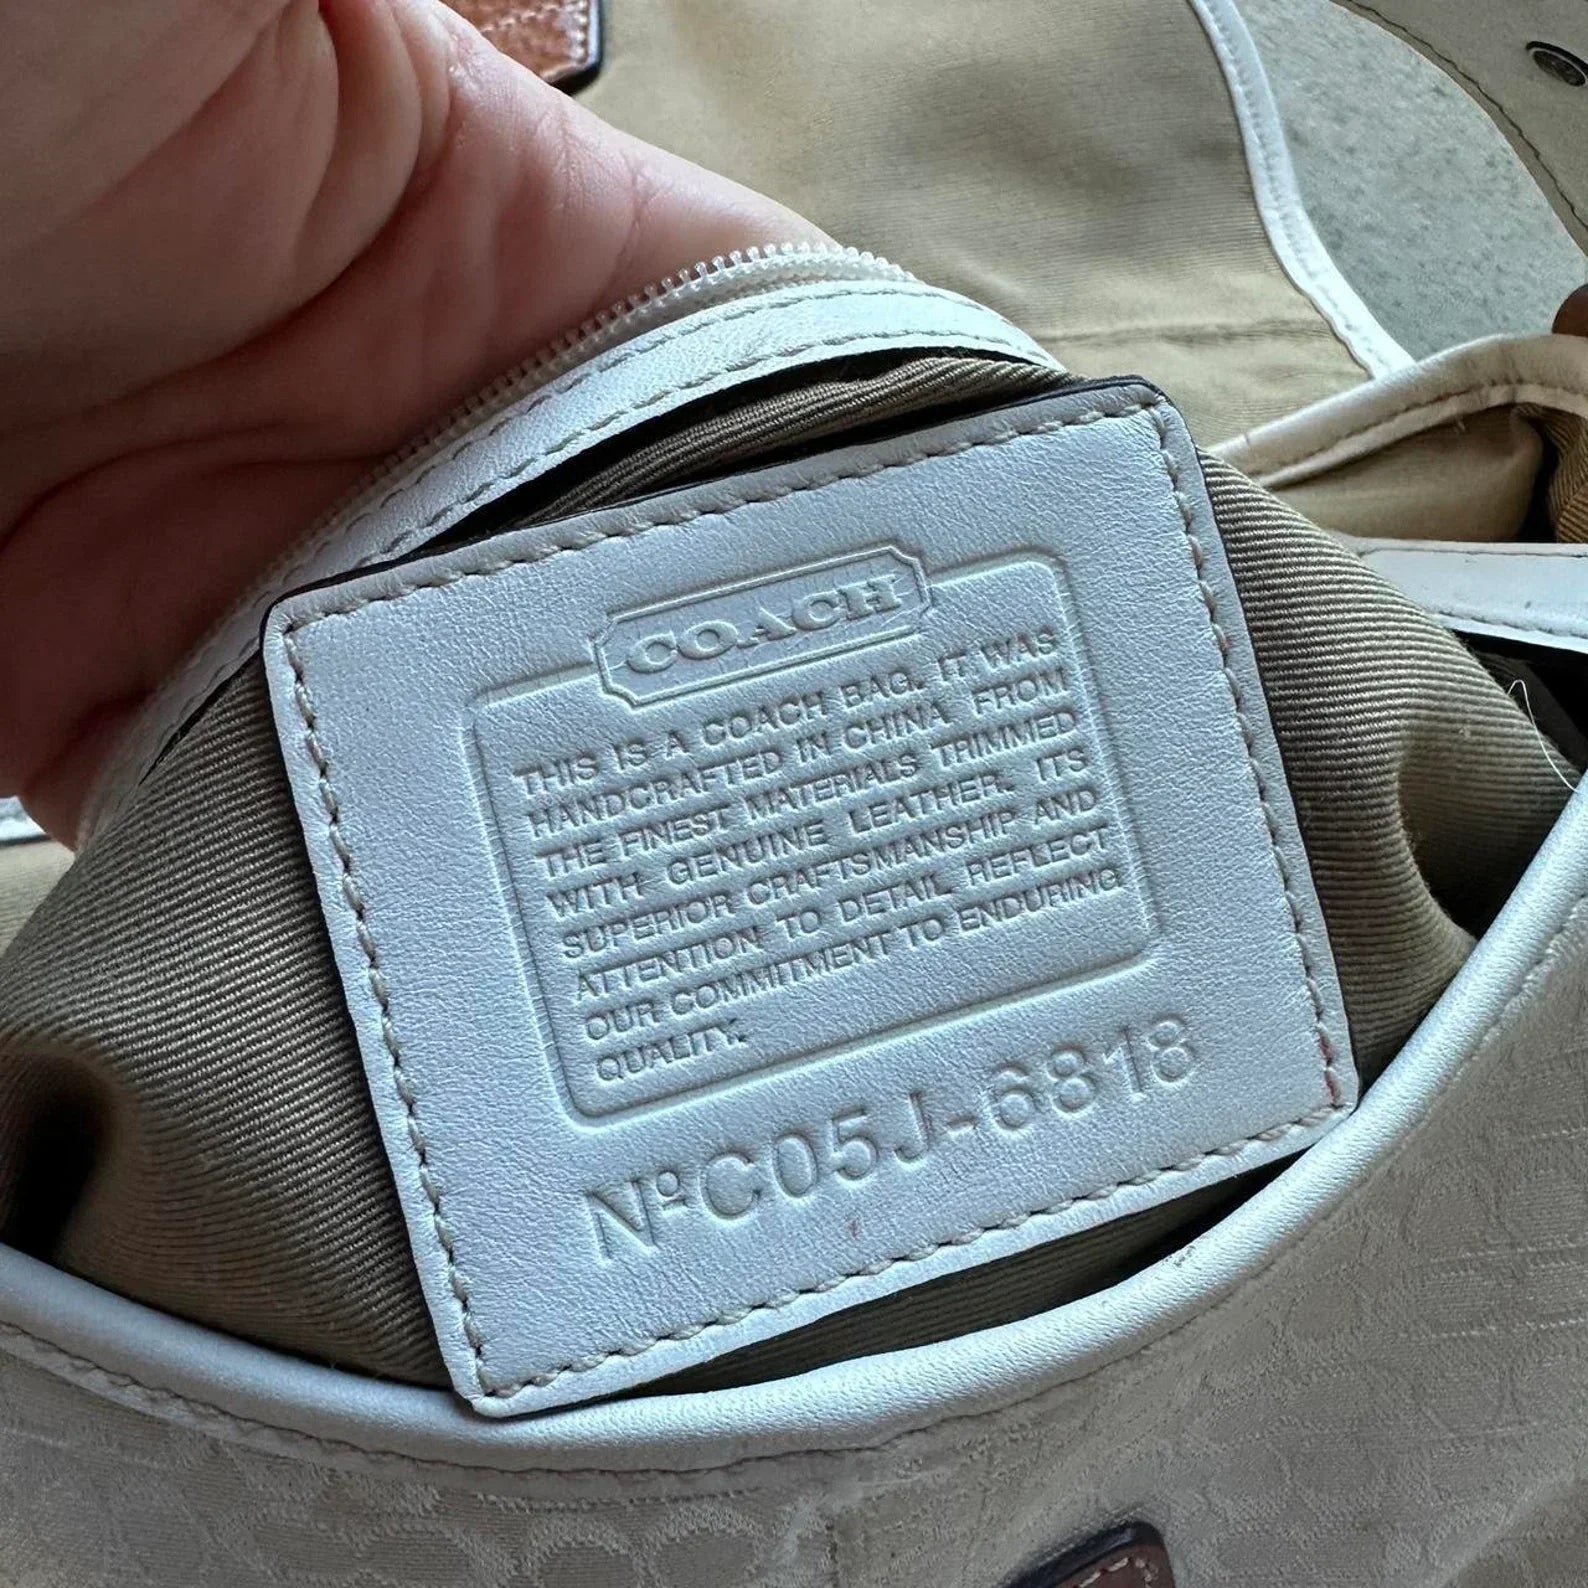 COACH
THIS IS A COACH BAG. IT WAS
HANDCRAFTED IN CHINA FROM
THE FINEST MATERIALS TRIMMED
WITH GENUINE LEATHER. ITS
SUPERIOR CRAFTSMANSHIP AND
ATTENTION TO DETAIL REFLECT
OUR COMMITMENT TO ENDURING
QUALITY.
NºC05J-6818